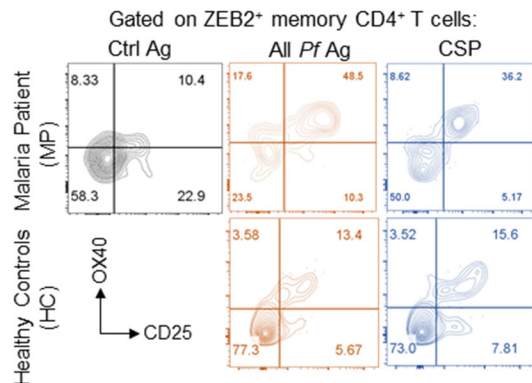 Gated on ZEB2⁺ memory CD4⁺ T cells:
Ctrl Ag All Pf Ag CSP
Malaria Patient
(MP)
8.33 10.4 17.6 48.5 8.62 36.2
58.3 22.9 23.5 10.3 50.0 5.17
Healthy Controls
(HC)
OX40
CD25
3.58 13.4 3.52 15.6
77.3 5.67 73.0 7.81